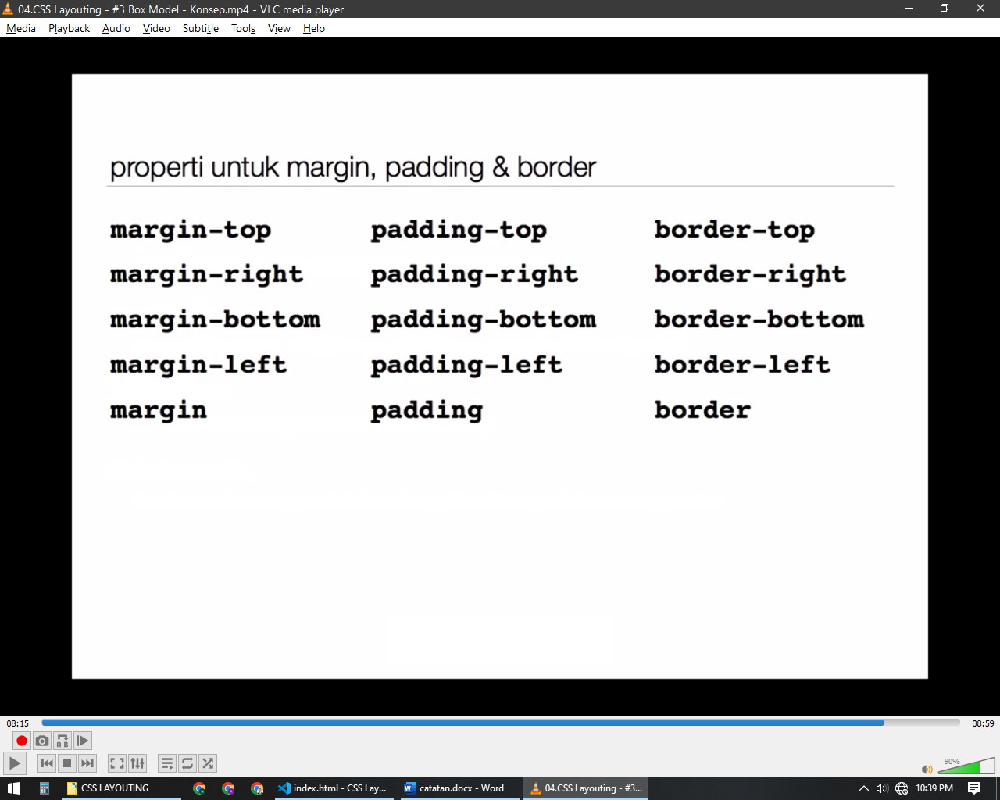 04.CSS Layouting - #3 Box Model - Konsep.mp4 - VLC media player
Media Playback Audio Video Subtitle Tools View Help
properti untuk margin, padding & border
margin-top padding-top border-top
margin-right padding-right border-right
margin-bottom padding-bottom border-bottom
margin-left padding-left border-left
margin padding border
08:15 08:59
A B
90%
CSS LAYOUTING index.html - CSS Lay... catatan.docx - Word 04.CSS Layouting - #3... 10:39 PM